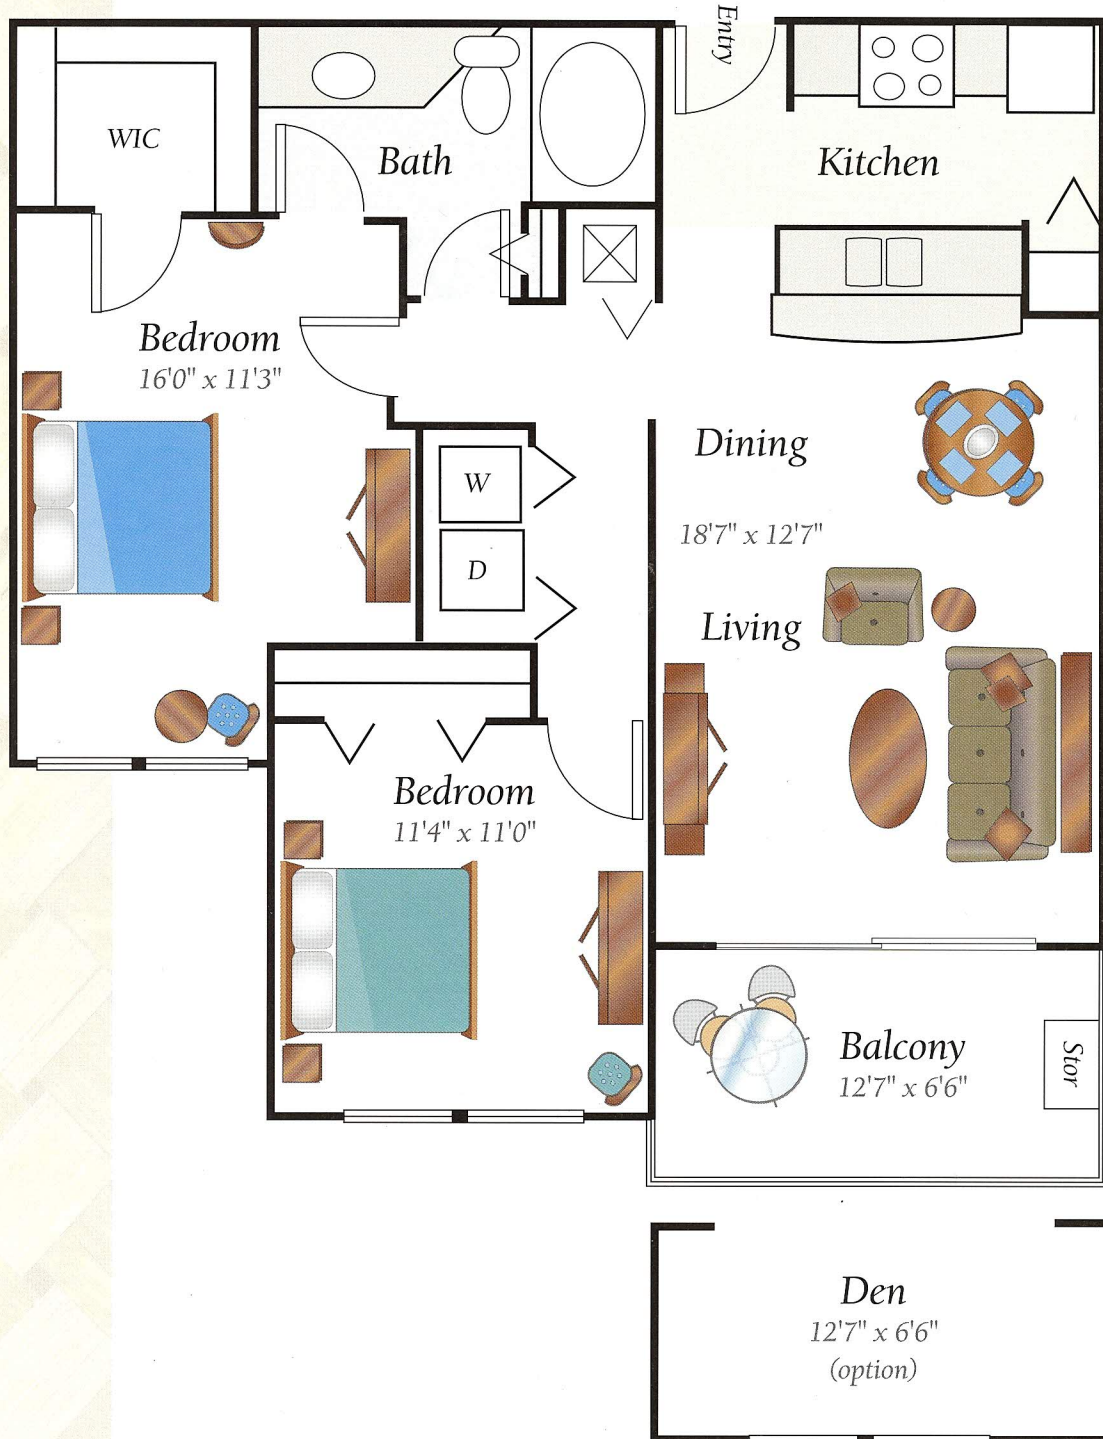 Entry
WIC
Bath
Kitchen
Bedroom
16'0" x 11'3"
Dining
W
18'7" x 12'7"
D
Living
Bedroom
11'4" x 11'0"
Balcony
12'7" x 6'6"
Stor
Den
12'7" x 6'6"
(option)